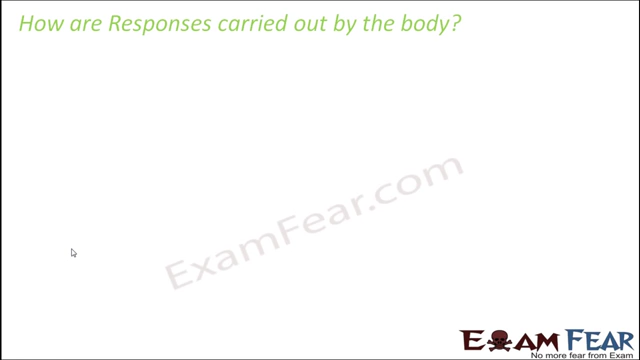 How are Responses carried out by the body?
ExamFear.com
EXAM FEAR
No more fear from Exam